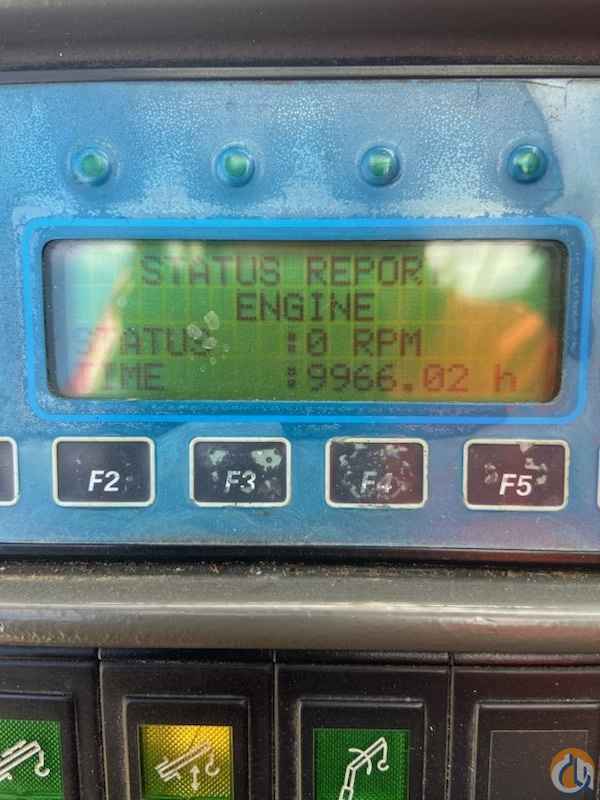 STATUS REPORT
ENGINE
STATUS :0 RPM
TIME :9966.02 h
F2 F3 F4 F5